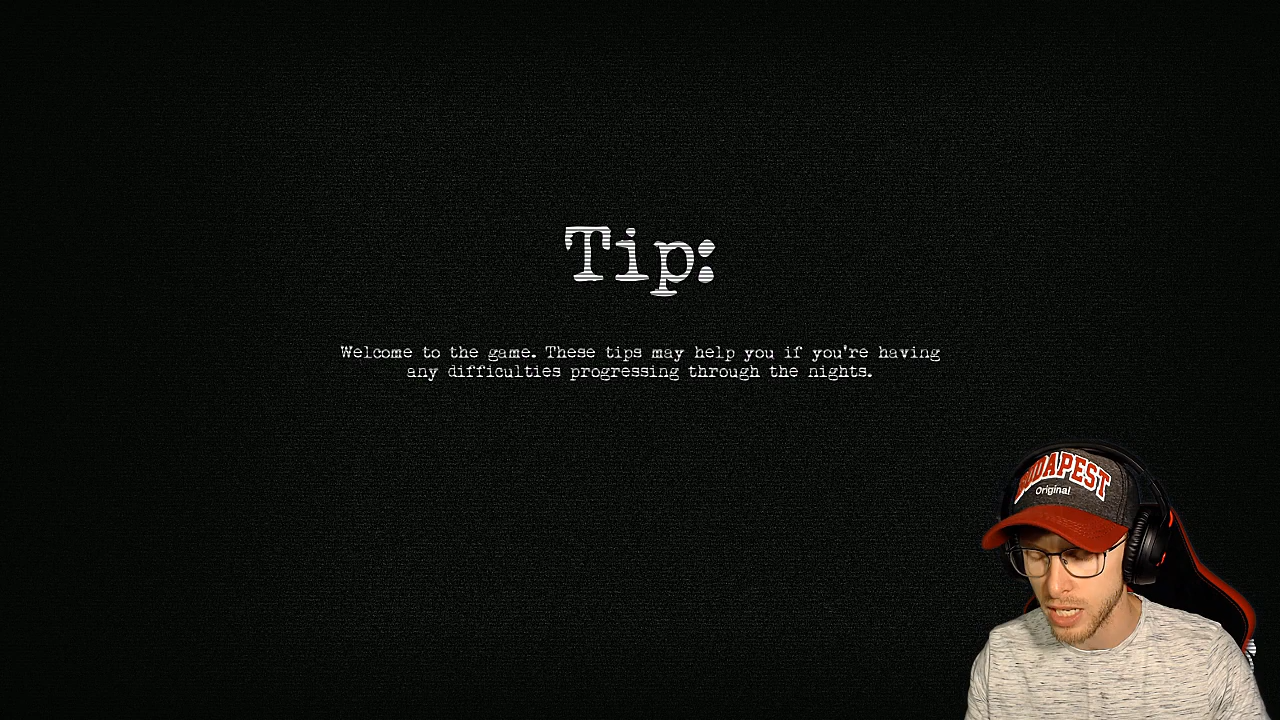 Tip:
Welcome to the game. These tips may help you if you're having
any difficulties progressing through the nights.
BUDAPEST
Original